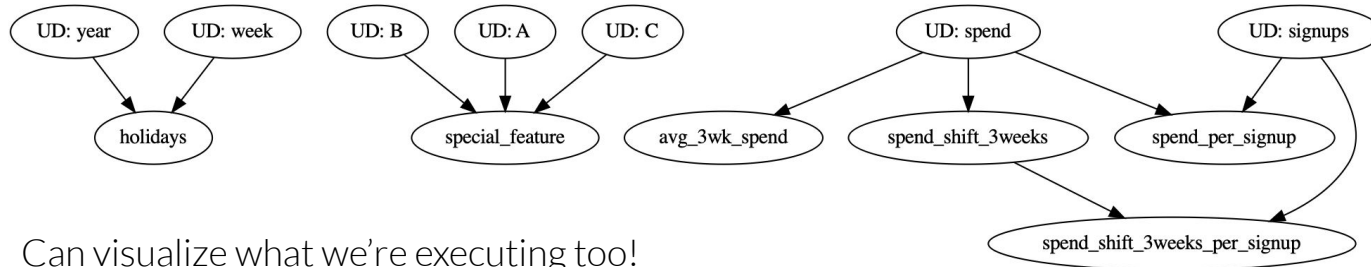 UD: year
UD: week
UD: B
UD: A
UD: C
UD: spend
UD: signups
holidays
special_feature
avg_3wk_spend
spend_shift_3weeks
spend_per_signup
spend_shift_3weeks_per_signup
Can visualize what we're executing too!